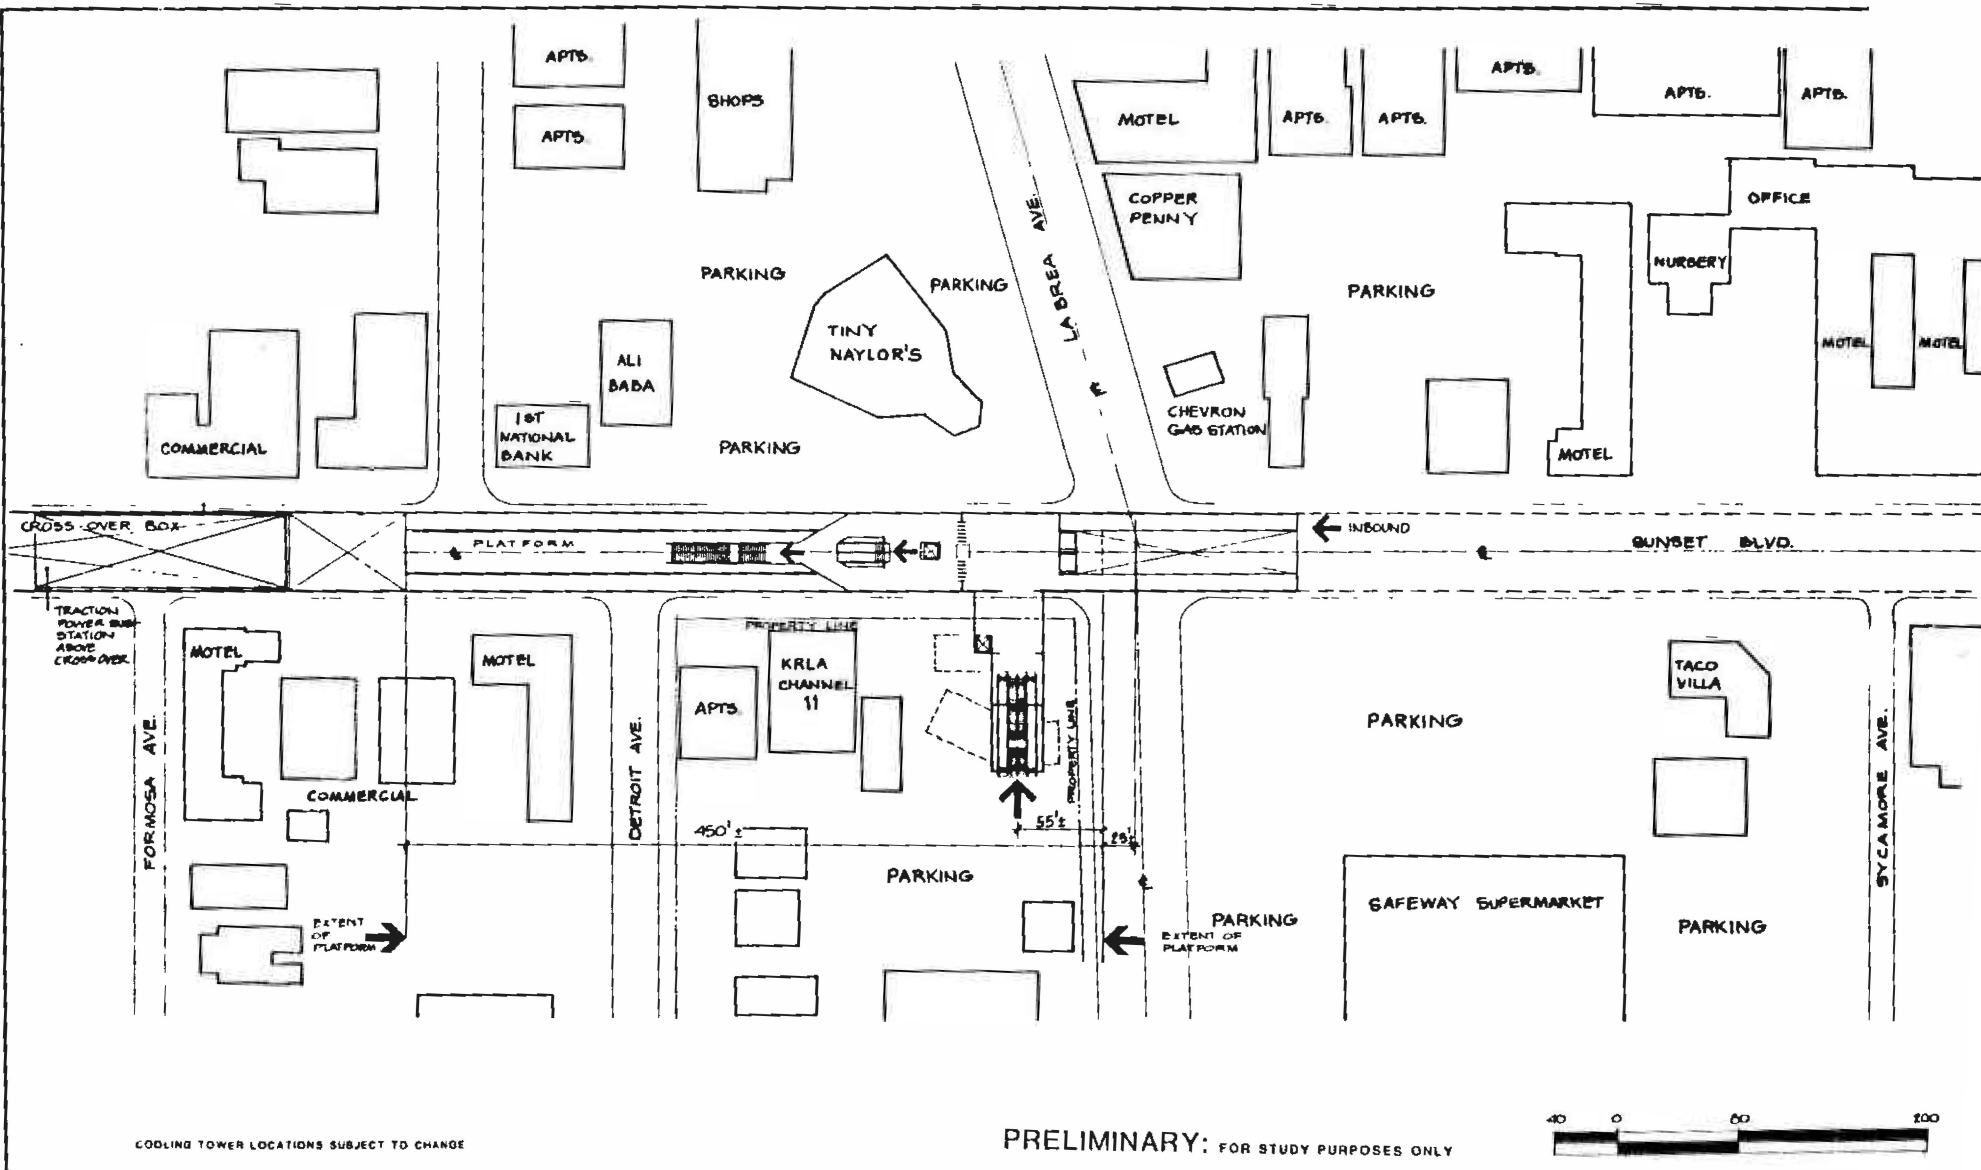 APTS.
SHOPS
APTS.
MOTEL
APTS.
APTS.
APTS.
APTS.
APTS.
COPPER
PENNY
OFFICE
NURSERY
LA BREA AVE.
PARKING
PARKING
PARKING
TINY
NAYLOR'S
ALI
BABA
MOTEL
MOTEL
CHEVRON
GAS STATION
1ST
NATIONAL
BANK
PARKING
COMMERCIAL
MOTEL
CROSS-OVER BOX
PLATFORM
INBOUND
SUNSET BLVD.
TRACTION
POWER SUB-
STATION
ABOVE
CROSSOVER
PROPERTY LINE
MOTEL
MOTEL
KRLA
CHANNEL
11
APTS.
TACO
VILLA
PARKING
PROPERTY LINE
FORMOSA AVE.
DETROIT AVE.
SYCAMORE AVE.
COMMERCIAL
450'±
55'±
25'±
PARKING
SAFEWAY SUPERMARKET
PARKING
PARKING
EXTENT
OF
PLATFORM
EXTENT OF
PLATFORM
COOLING TOWER LOCATIONS SUBJECT TO CHANGE
PRELIMINARY: FOR STUDY PURPOSES ONLY
40 0 80 200